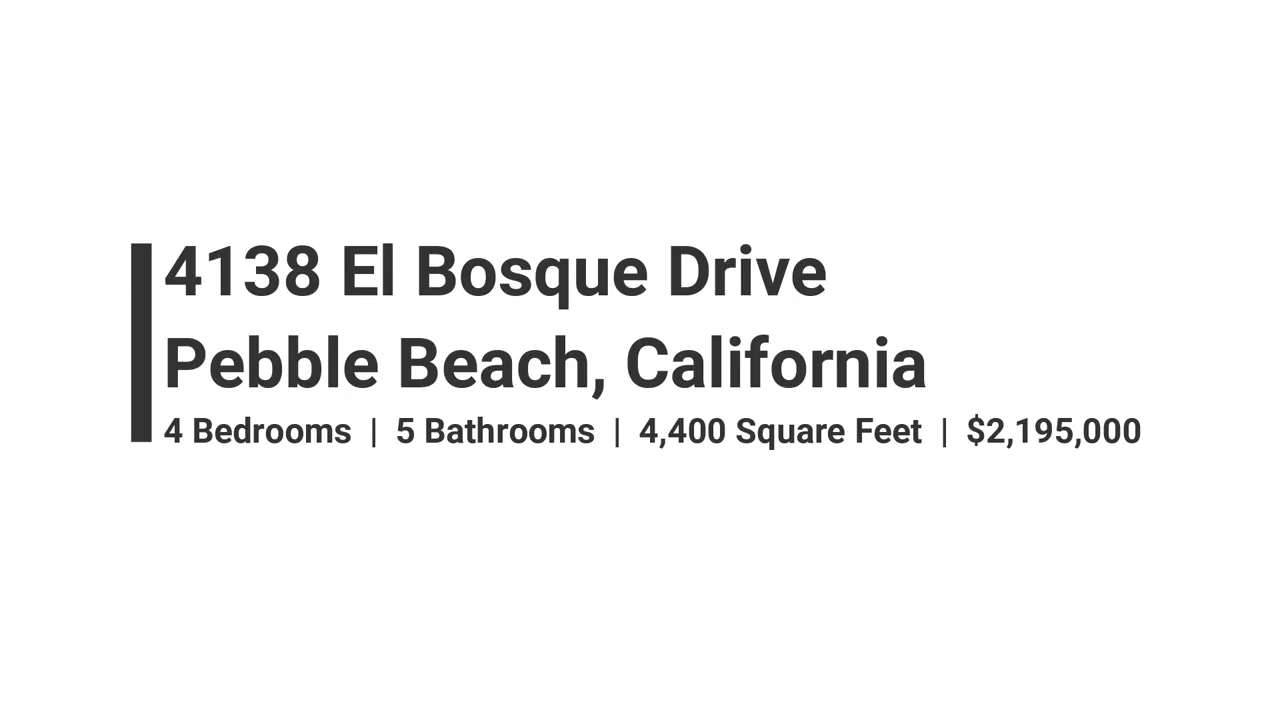 4138 El Bosque Drive
Pebble Beach, California
4 Bedrooms | 5 Bathrooms | 4,400 Square Feet | $2,195,000